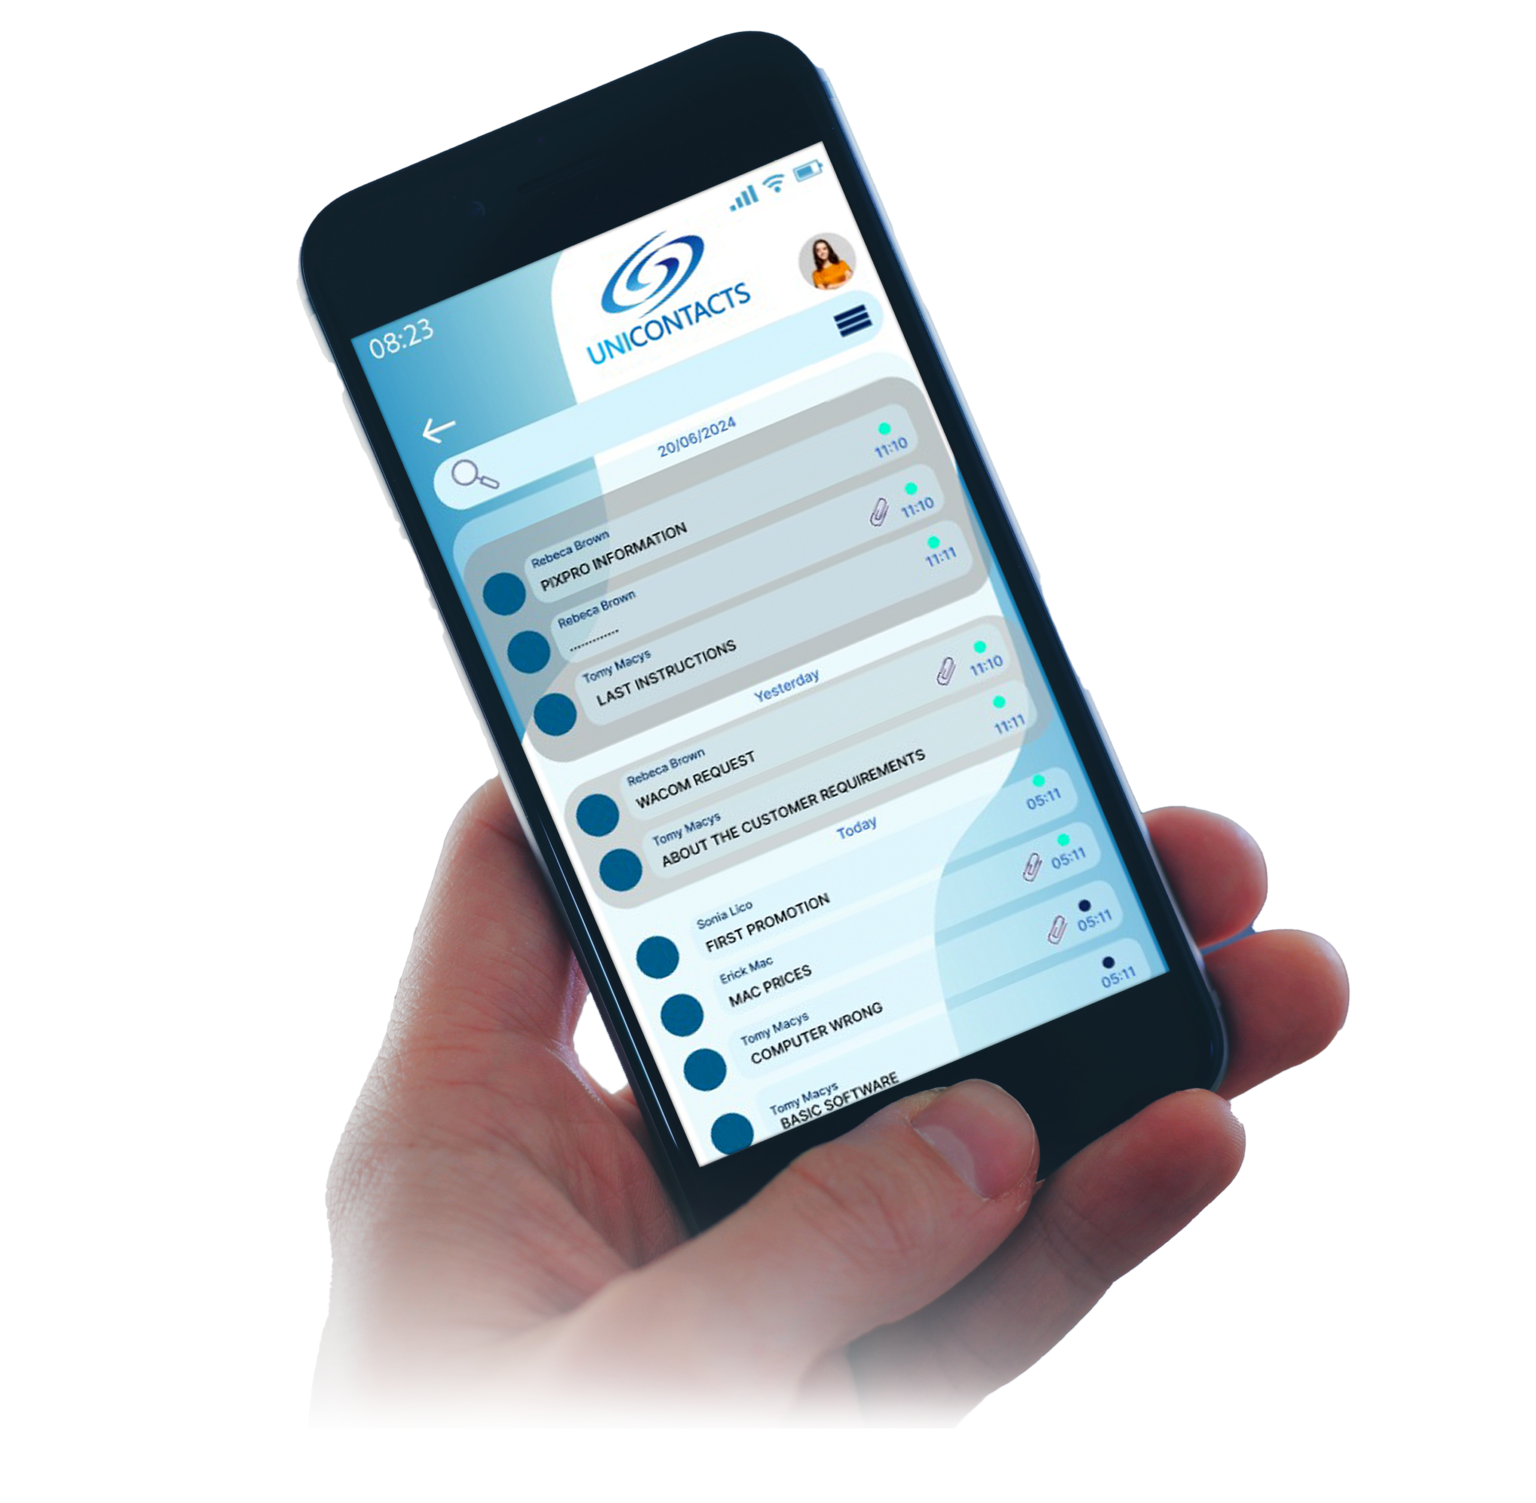 08:23
UNICONTACTS
20/06/2024
11:10
Rebeca Brown
PIXPRO INFORMATION
11:10
Rebeca Brown
.............
11:11
Tomy Macys
LAST INSTRUCTIONS
Yesterday
11:10
Rebeca Brown
WACOM REQUEST
11:11
Tomy Macys
ABOUT THE CUSTOMER REQUIREMENTS
Today
05:11
Sonia Lico
FIRST PROMOTION
05:11
Erick Mac
MAC PRICES
05:11
Tomy Macys
COMPUTER WRONG
05:11
Tomy Macys
BASIC SOFTWARE